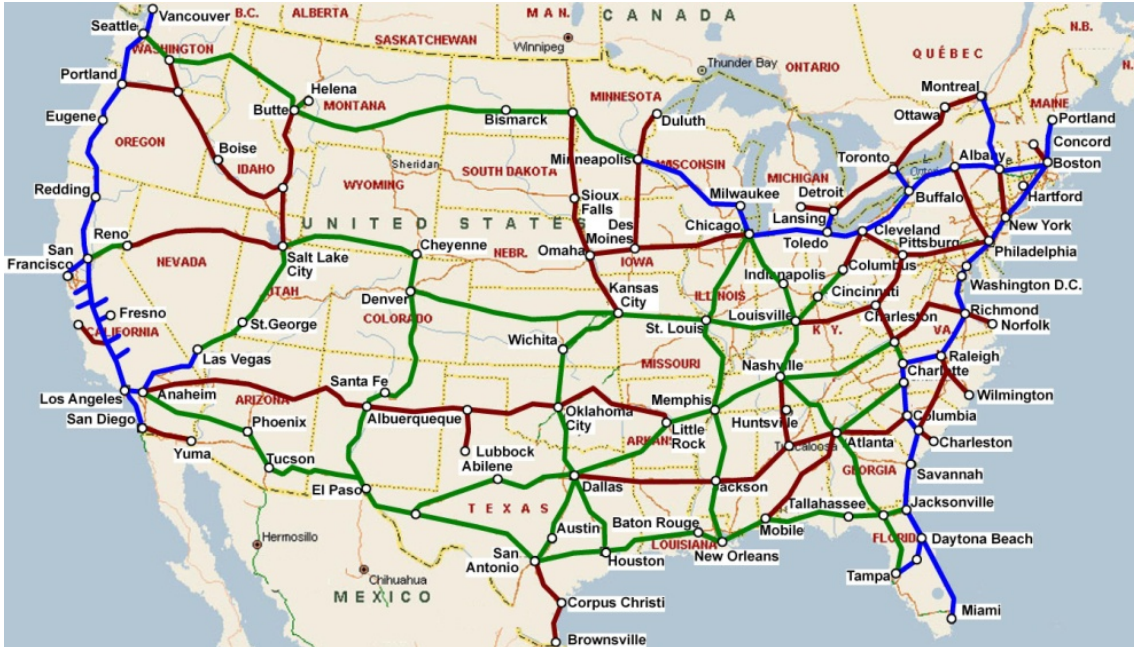 Vancouver
B.C.
ALBERTA
MAN.
CANADA
N.B.
Seattle
WASHINGTON
SASKATCHEWAN
Winnipeg
QUÉBEC
Thunder Bay
ONTARIO
Portland
Helena
MONTANA
MINNESOTA
Montreal
MAINE
Butte
Bismarck
Duluth
Ottawa
Portland
Eugene
OREGON
Concord
Boise
Minneapolis
WISCONSIN
Toronto
Albany
Boston
IDAHO
Sheridan
SOUTH DAKOTA
MICHIGAN
Redding
WYOMING
Sioux
Falls
Milwaukee
Detroit
Lansing
Buffalo
Hartford
UNITED STATES
Des
Moines
Chicago
Toledo
Cleveland
New York
Reno
Cheyenne
NEBR.
Omaha
IOWA
Pittsburg
Philadelphia
San
Francisco
NEVADA
Salt Lake
City
Indianapolis
Columbus
Washington D.C.
UTAH
Denver
Kansas
City
ILLINOIS
Cincinnati
Fresno
COLORADO
St. Louis
Louisville
K Y.
Charleston
VA
Richmond
Norfolk
CALIFORNIA
St.George
Wichita
Las Vegas
MISSOURI
Nashville
Raleigh
Charlotte
Los Angeles
Anaheim
ARIZONA
Santa Fe
Wilmington
San Diego
Albuerqueque
Oklahoma
City
Memphis
Phoenix
Little
Rock
Huntsville
Columbia
Yuma
Lubbock
ARKANS
Tuscaloosa
Atlanta
Charleston
Tucson
Abilene
GEORGIA
Savannah
El Paso
Dallas
Jackson
TEXAS
Tallahassee
Jacksonville
Austin
Baton Rouge
Mobile
Hermosillo
LOUISIANA
New Orleans
FLORID
Daytona Beach
San
Antonio
Houston
Chihuahua
Tampa
MEXICO
Corpus Christi
Miami
Brownsville